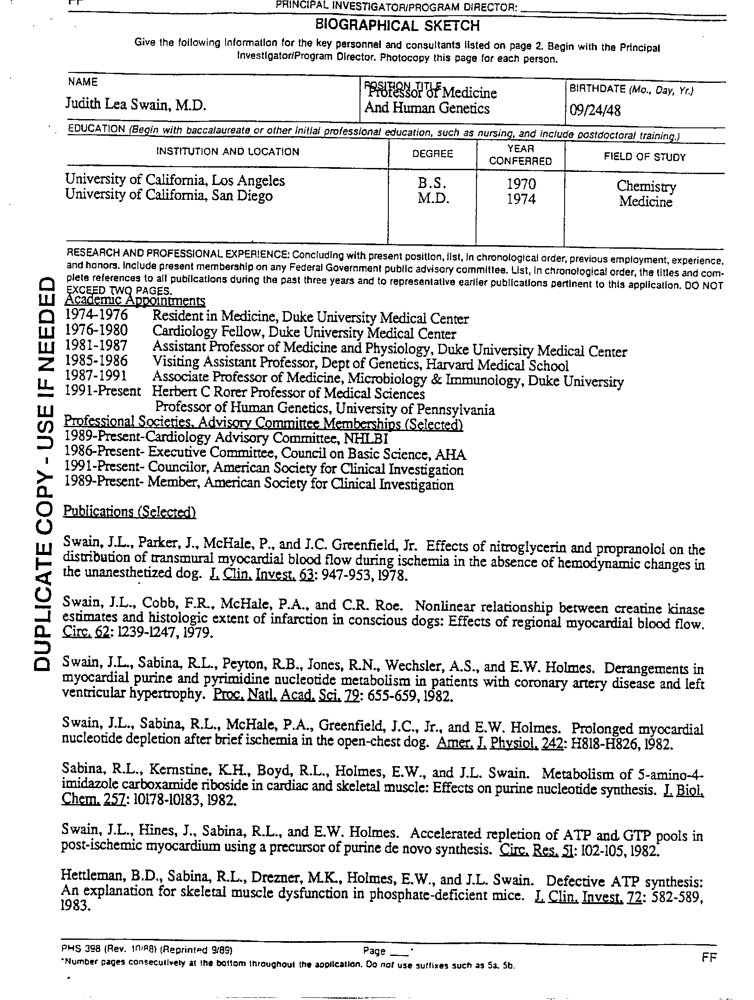 FF
PRINCIPAL INVESTIGATOR/PROGRAM DIRECTOR:
BIOGRAPHICAL SKETCH
Give the following information for the key personnel and consultants listed on page 2. Begin with the Principal
Investigator/Program Director. Photocopy this page for each person.
NAME
POSITION TITLE
BIRTHDATE (Mo., Day, Yr.)
Judith Lea Swain, M.D.
Professor of Medicine
And Human Genetics
09/24/48
EDUCATION (Begin with baccalaureate or other initial professional education, such as nursing, and include postdoctoral training.)
INSTITUTION AND LOCATION
DEGREE
YEAR
CONFERRED
FIELD OF STUDY
University of California, Los Angeles B.S. 1970 Chemistry
University of California, San Diego M.D. 1974 Medicine
RESEARCH AND PROFESSIONAL EXPERIENCE: Concluding with present position, list, in chronological order, previous employment, experience,
and honors. Include present membership on any Federal Government public advisory committee. List, in chronological order, the titles and com-
plete references to all publications during the past three years and to representative earlier publications pertinent to this application. DO NOT
EXCEED TWO PAGES.
Academic Appointments
1974-1976 Resident in Medicine, Duke University Medical Center
1976-1980 Cardiology Fellow, Duke University Medical Center
1981-1987 Assistant Professor of Medicine and Physiology, Duke University Medical Center
1985-1986 Visiting Assistant Professor, Dept of Genetics, Harvard Medical School
1987-1991 Associate Professor of Medicine, Microbiology & Immunology, Duke University
1991-Present Herbert C Rorer Professor of Medical Sciences
Professor of Human Genetics, University of Pennsylvania
Professional Societies, Advisory Committee Memberships (Selected)
1989-Present-Cardiology Advisory Committee, NHLBI
1986-Present- Executive Committee, Council on Basic Science, AHA
1991-Present- Councilor, American Society for Clinical Investigation
1989-Present- Member, American Society for Clinical Investigation
DUPLICATE COPY - USE IF NEEDED
Publications (Selected)
Swain, J.L., Parker, J., McHale, P., and J.C. Greenfield, Jr. Effects of nitroglycerin and propranolol on the
distribution of transmural myocardial blood flow during ischemia in the absence of hemodynamic changes in
the unanesthetized dog. J. Clin. Invest. 63: 947-953, 1978.
Swain, J.L., Cobb, F.R., McHale, P.A., and C.R. Roe. Nonlinear relationship between creatine kinase
estimates and histologic extent of infarction in conscious dogs: Effects of regional myocardial blood flow.
Circ. 62: 1239-1247, 1979.
Swain, J.L., Sabina, R.L., Peyton, R.B., Jones, R.N., Wechsler, A.S., and E.W. Holmes. Derangements in
myocardial purine and pyrimidine nucleotide metabolism in patients with coronary artery disease and left
ventricular hypertrophy. Proc. Natl. Acad. Sci. 79: 655-659, 1982.
Swain, J.L., Sabina, R.L., McHale, P.A., Greenfield, J.C., Jr., and E.W. Holmes. Prolonged myocardial
nucleotide depletion after brief ischemia in the open-chest dog. Amer. J. Physiol. 242: H818-H826, 1982.
Sabina, R.L., Kernstine, K.H., Boyd, R.L., Holmes, E.W., and J.L. Swain. Metabolism of 5-amino-4-
imidazole carboxamide riboside in cardiac and skeletal muscle: Effects on purine nucleotide synthesis. J. Biol.
Chem. 257: 10178-10183, 1982.
Swain, J.L., Hines, J., Sabina, R.L., and E.W. Holmes. Accelerated repletion of ATP and GTP pools in
post-ischemic myocardium using a precursor of purine de novo synthesis. Circ. Res. 51: 102-105, 1982.
Hettleman, B.D., Sabina, R.L., Drezner, M.K., Holmes, E.W., and J.L. Swain. Defective ATP synthesis:
An explanation for skeletal muscle dysfunction in phosphate-deficient mice. J. Clin. Invest. 72: 582-589,
1983.
PHS 398 (Rev. 10/88) (Reprinted 9/89) Page ___*
*Number pages consecutively at the bottom throughout the application. Do not use suffixes such as 5a, 5b.
FF